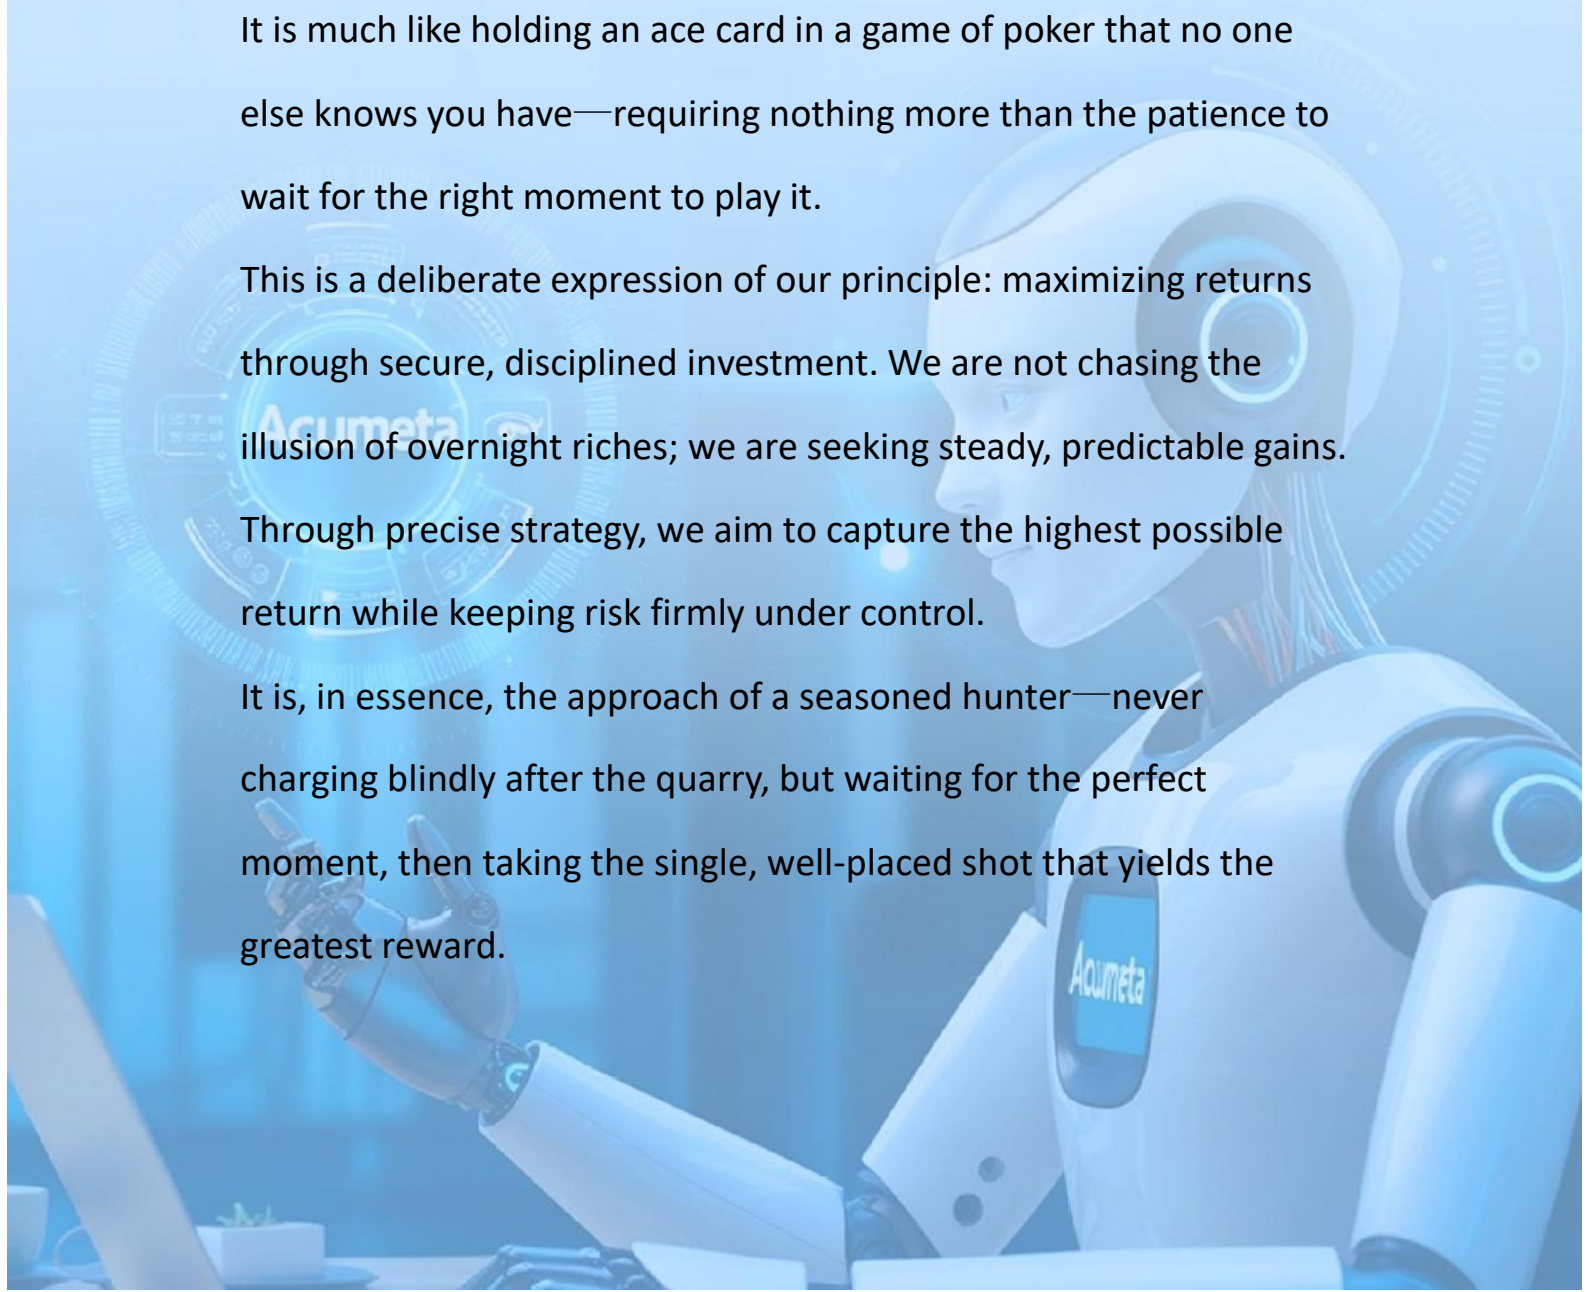 It is much like holding an ace card in a game of poker that no one
else knows you have—requiring nothing more than the patience to
wait for the right moment to play it.
This is a deliberate expression of our principle: maximizing returns
through secure, disciplined investment. We are not chasing the
Acumeta
illusion of overnight riches; we are seeking steady, predictable gains.
Through precise strategy, we aim to capture the highest possible
return while keeping risk firmly under control.
It is, in essence, the approach of a seasoned hunter—never
charging blindly after the quarry, but waiting for the perfect
moment, then taking the single, well-placed shot that yields the
greatest reward.
Acumeta